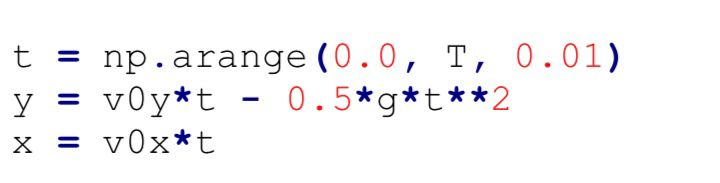 t = np.arange(0.0, T, 0.01)
y = v0y*t - 0.5*g*t**2
x = v0x*t